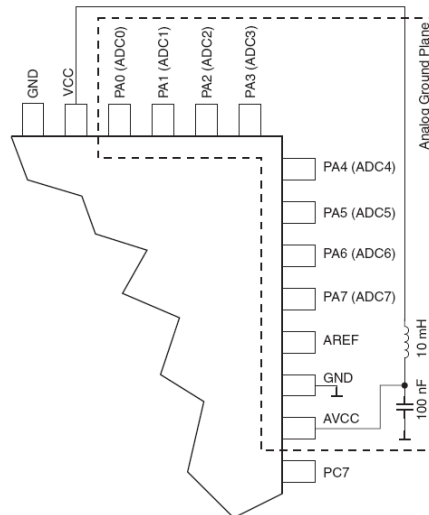 GND
VCC
PA0 (ADC0)
PA1 (ADC1)
PA2 (ADC2)
PA3 (ADC3)
Analog Ground Plane
PA4 (ADC4)
PA5 (ADC5)
PA6 (ADC6)
PA7 (ADC7)
AREF
10 mH
GND
AVCC
100 nF
PC7